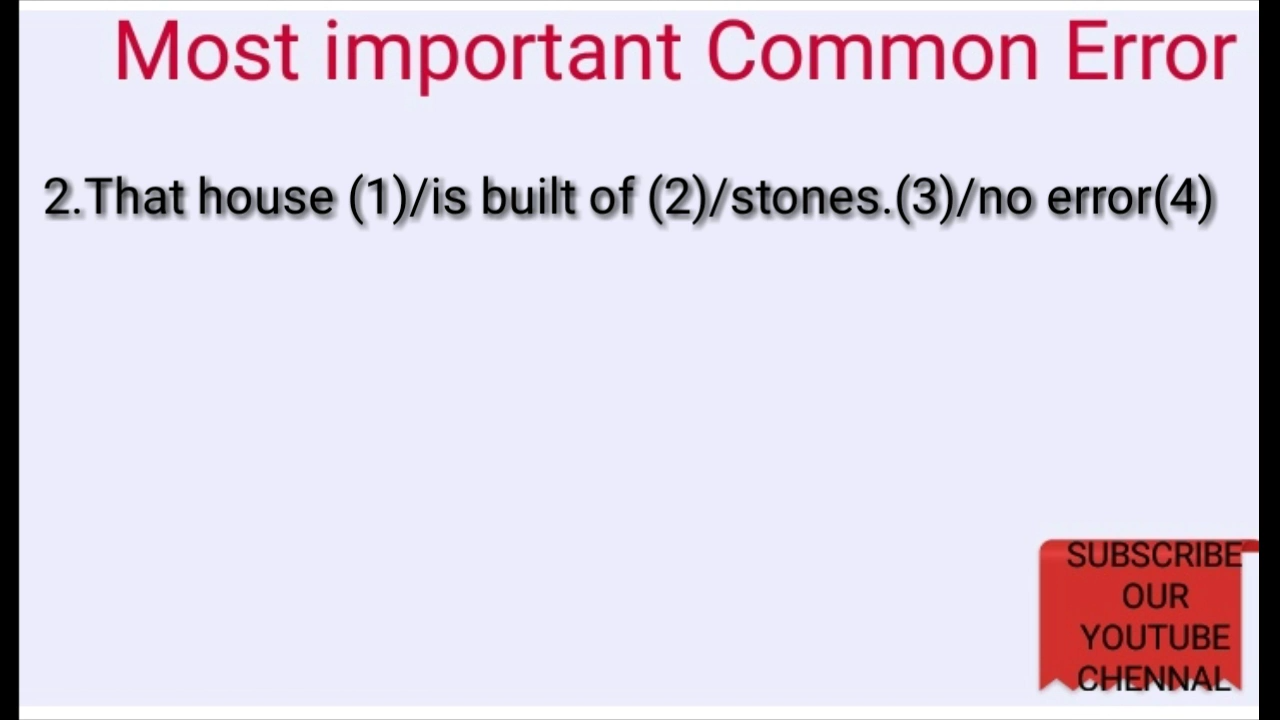 Most important Common Error
2.That house (1)/is built of (2)/stones.(3)/no error(4)
SUBSCRIBE
OUR
YOUTUBE
CHENNAL